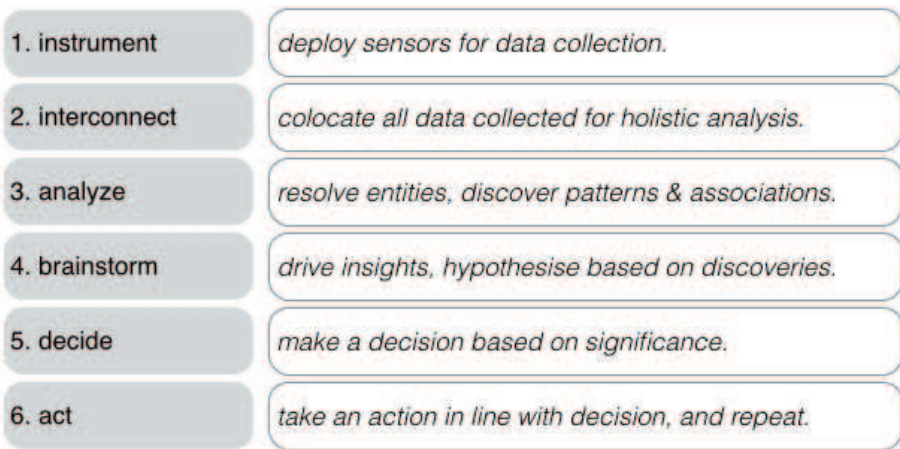 1. instrument
deploy sensors for data collection.
2. interconnect
colocate all data collected for holistic analysis.
3. analyze
resolve entities, discover patterns & associations.
4. brainstorm
drive insights, hypothesise based on discoveries.
5. decide
make a decision based on significance.
6. act
take an action in line with decision, and repeat.